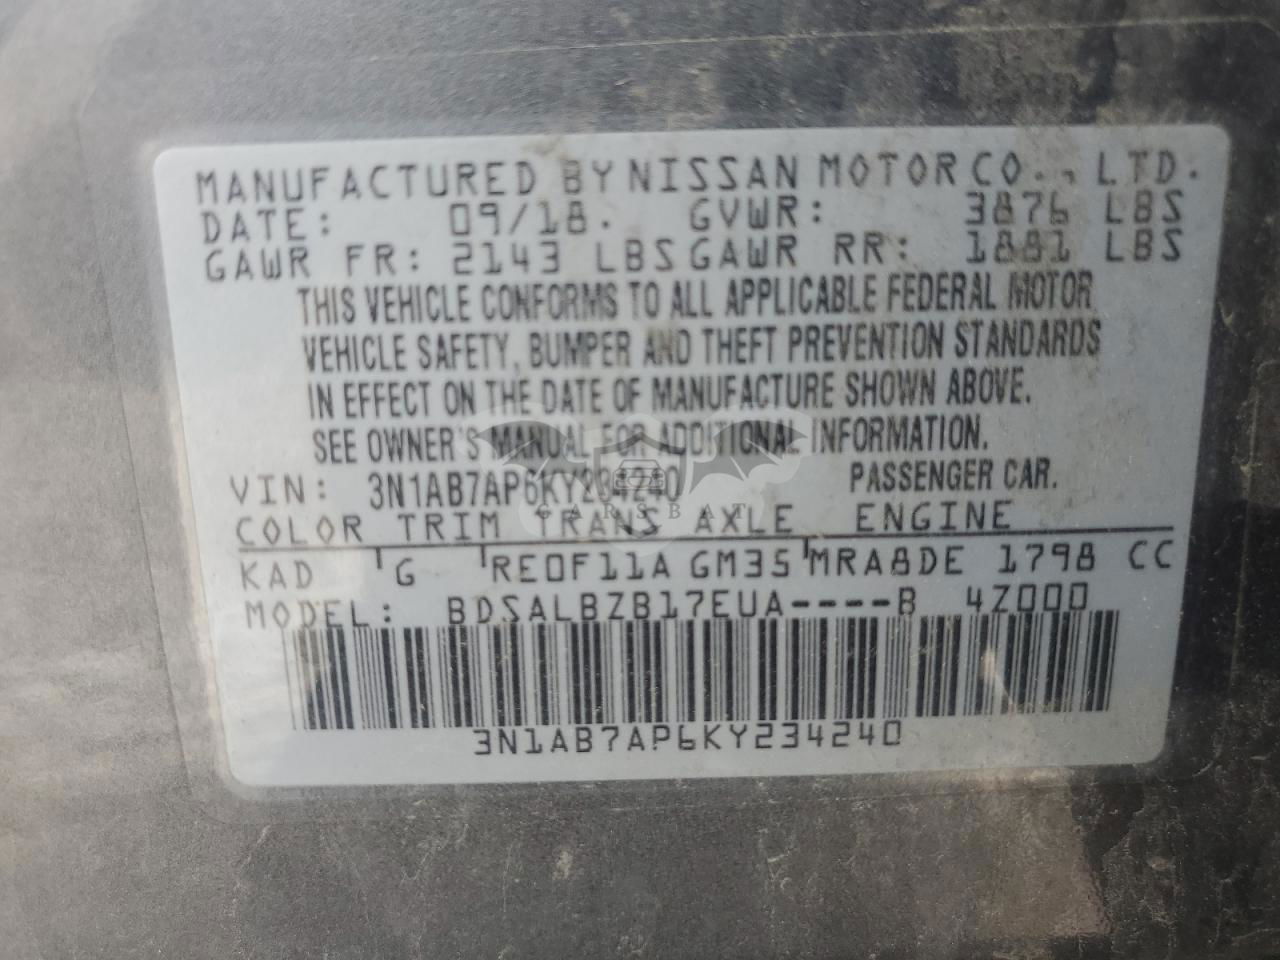 MANUFACTURED BY NISSAN MOTOR CO., LTD.
DATE: 09/18. GVWR: 3876 LBS
GAWR FR: 2143 LBS GAWR RR: 1881 LBS
THIS VEHICLE CONFORMS TO ALL APPLICABLE FEDERAL MOTOR
VEHICLE SAFETY, BUMPER AND THEFT PREVENTION STANDARDS
IN EFFECT ON THE DATE OF MANUFACTURE SHOWN ABOVE.
SEE OWNER'S MANUAL FOR ADDITIONAL INFORMATION.
VIN: 3N1AB7AP6KY234240 PASSENGER CAR.
CARSBAT
COLOR TRIM TRANS AXLE ENGINE
KAD G RE0F11A GM35 MRA8DE 1798 CC
MODEL: BDSALBZB17EUA----B 4Z000
3N1AB7AP6KY234240